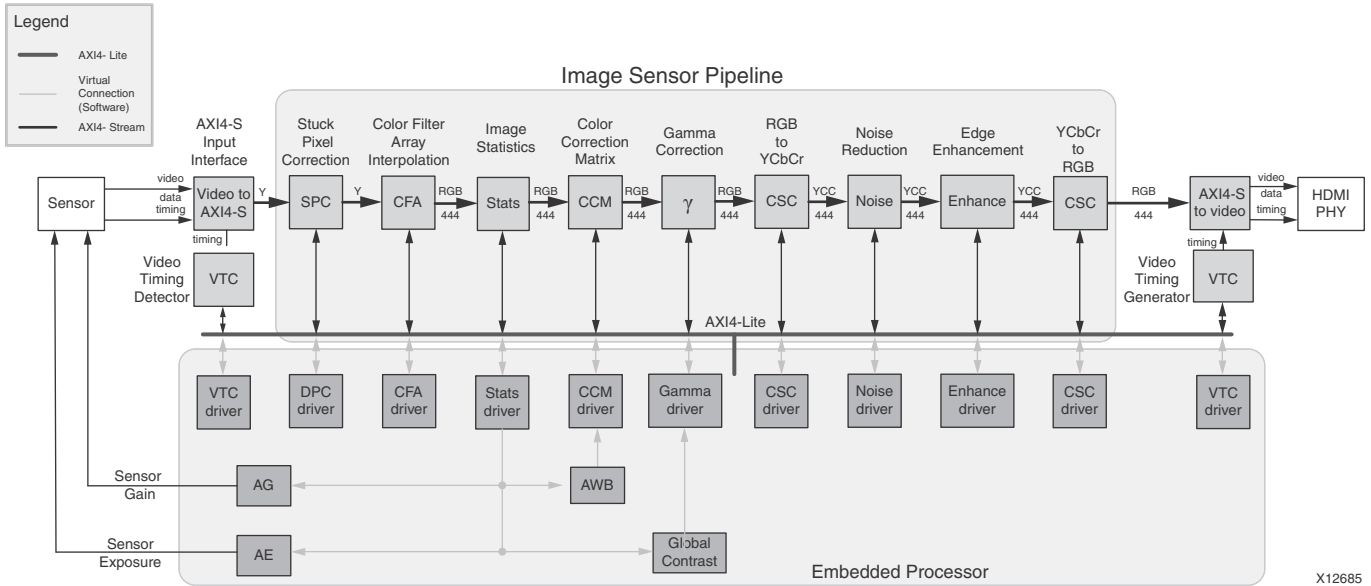 Legend
AXI4- Lite
Virtual
Connection
(Software)
AXI4- Stream
Image Sensor Pipeline
AXI4-S
Input
Interface
Stuck
Pixel
Correction
Color Filter
Array
Interpolation
Image
Statistics
Color
Correction
Matrix
Gamma
Correction
RGB
to
YCbCr
Noise
Reduction
Edge
Enhancement
YCbCr
to
RGB
Sensor
video
data
timing
Video to
AXI4-S
Y
SPC
Y
CFA
RGB
444
Stats
RGB
444
CCM
RGB
444
γ
RGB
444
CSC
YCC
444
Noise
YCC
444
Enhance
YCC
444
CSC
RGB
444
AXI4-S
to video
video
data
timing
HDMI
PHY
timing
timing
Video
Timing
Detector
VTC
Video
Timing
Generator
VTC
AXI4-Lite
VTC
driver
DPC
driver
CFA
driver
Stats
driver
CCM
driver
Gamma
driver
CSC
driver
Noise
driver
Enhance
driver
CSC
driver
VTC
driver
Sensor
Gain
AG
AWB
Sensor
Exposure
AE
Global
Contrast
Embedded Processor
X12685